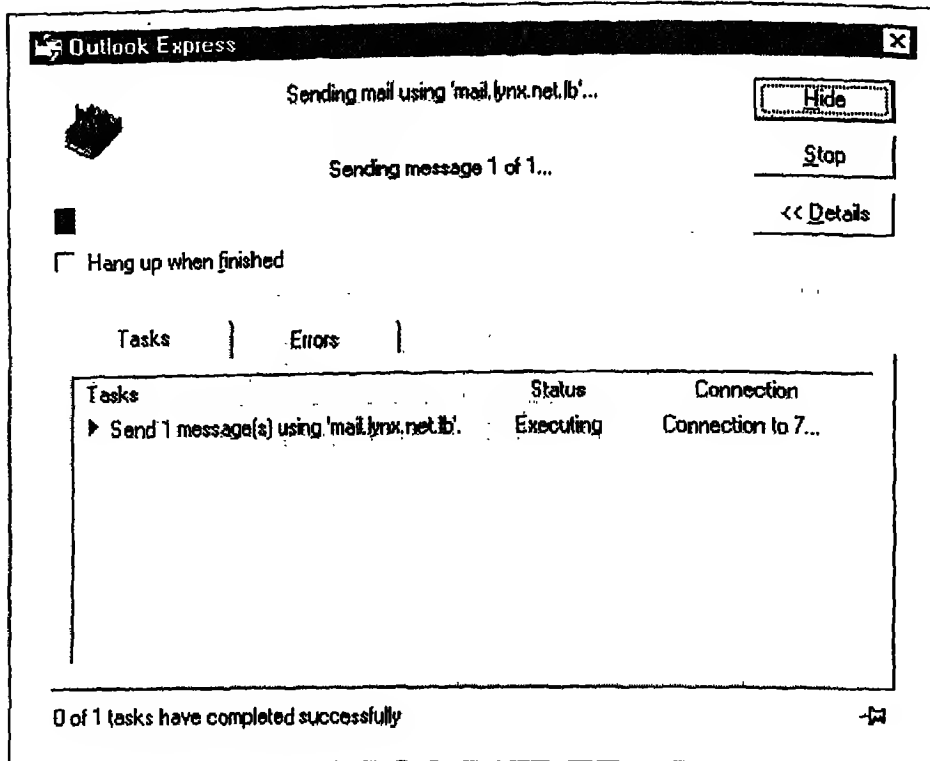 Outlook Express
Sending mail using 'mail.lynx.net.lb'...
Hide
Sending message 1 of 1...
Stop
<< Details
Hang up when finished
Tasks Errors
Tasks Status Connection
Send 1 message(s) using 'mail.lynx.net.lb'. Executing Connection to 7...
0 of 1 tasks have completed successfully